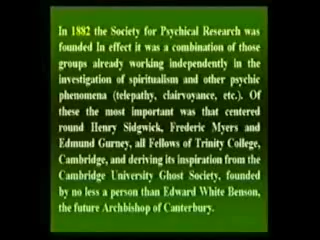 In 1882 the Society for Psychical Research was
founded In effect it was a combination of those
groups already working independently in the
investigation of spiritualism and other psychic
phenomena (telepathy, clairvoyance, etc.). Of
these the most important was that centered
round Henry Sidgwick, Frederic Myers and
Edmund Gurney, all Fellows of Trinity College,
Cambridge, and deriving its inspiration from the
Cambridge University Ghost Society, founded
by no less a person than Edward White Benson,
the future Archbishop of Canterbury.